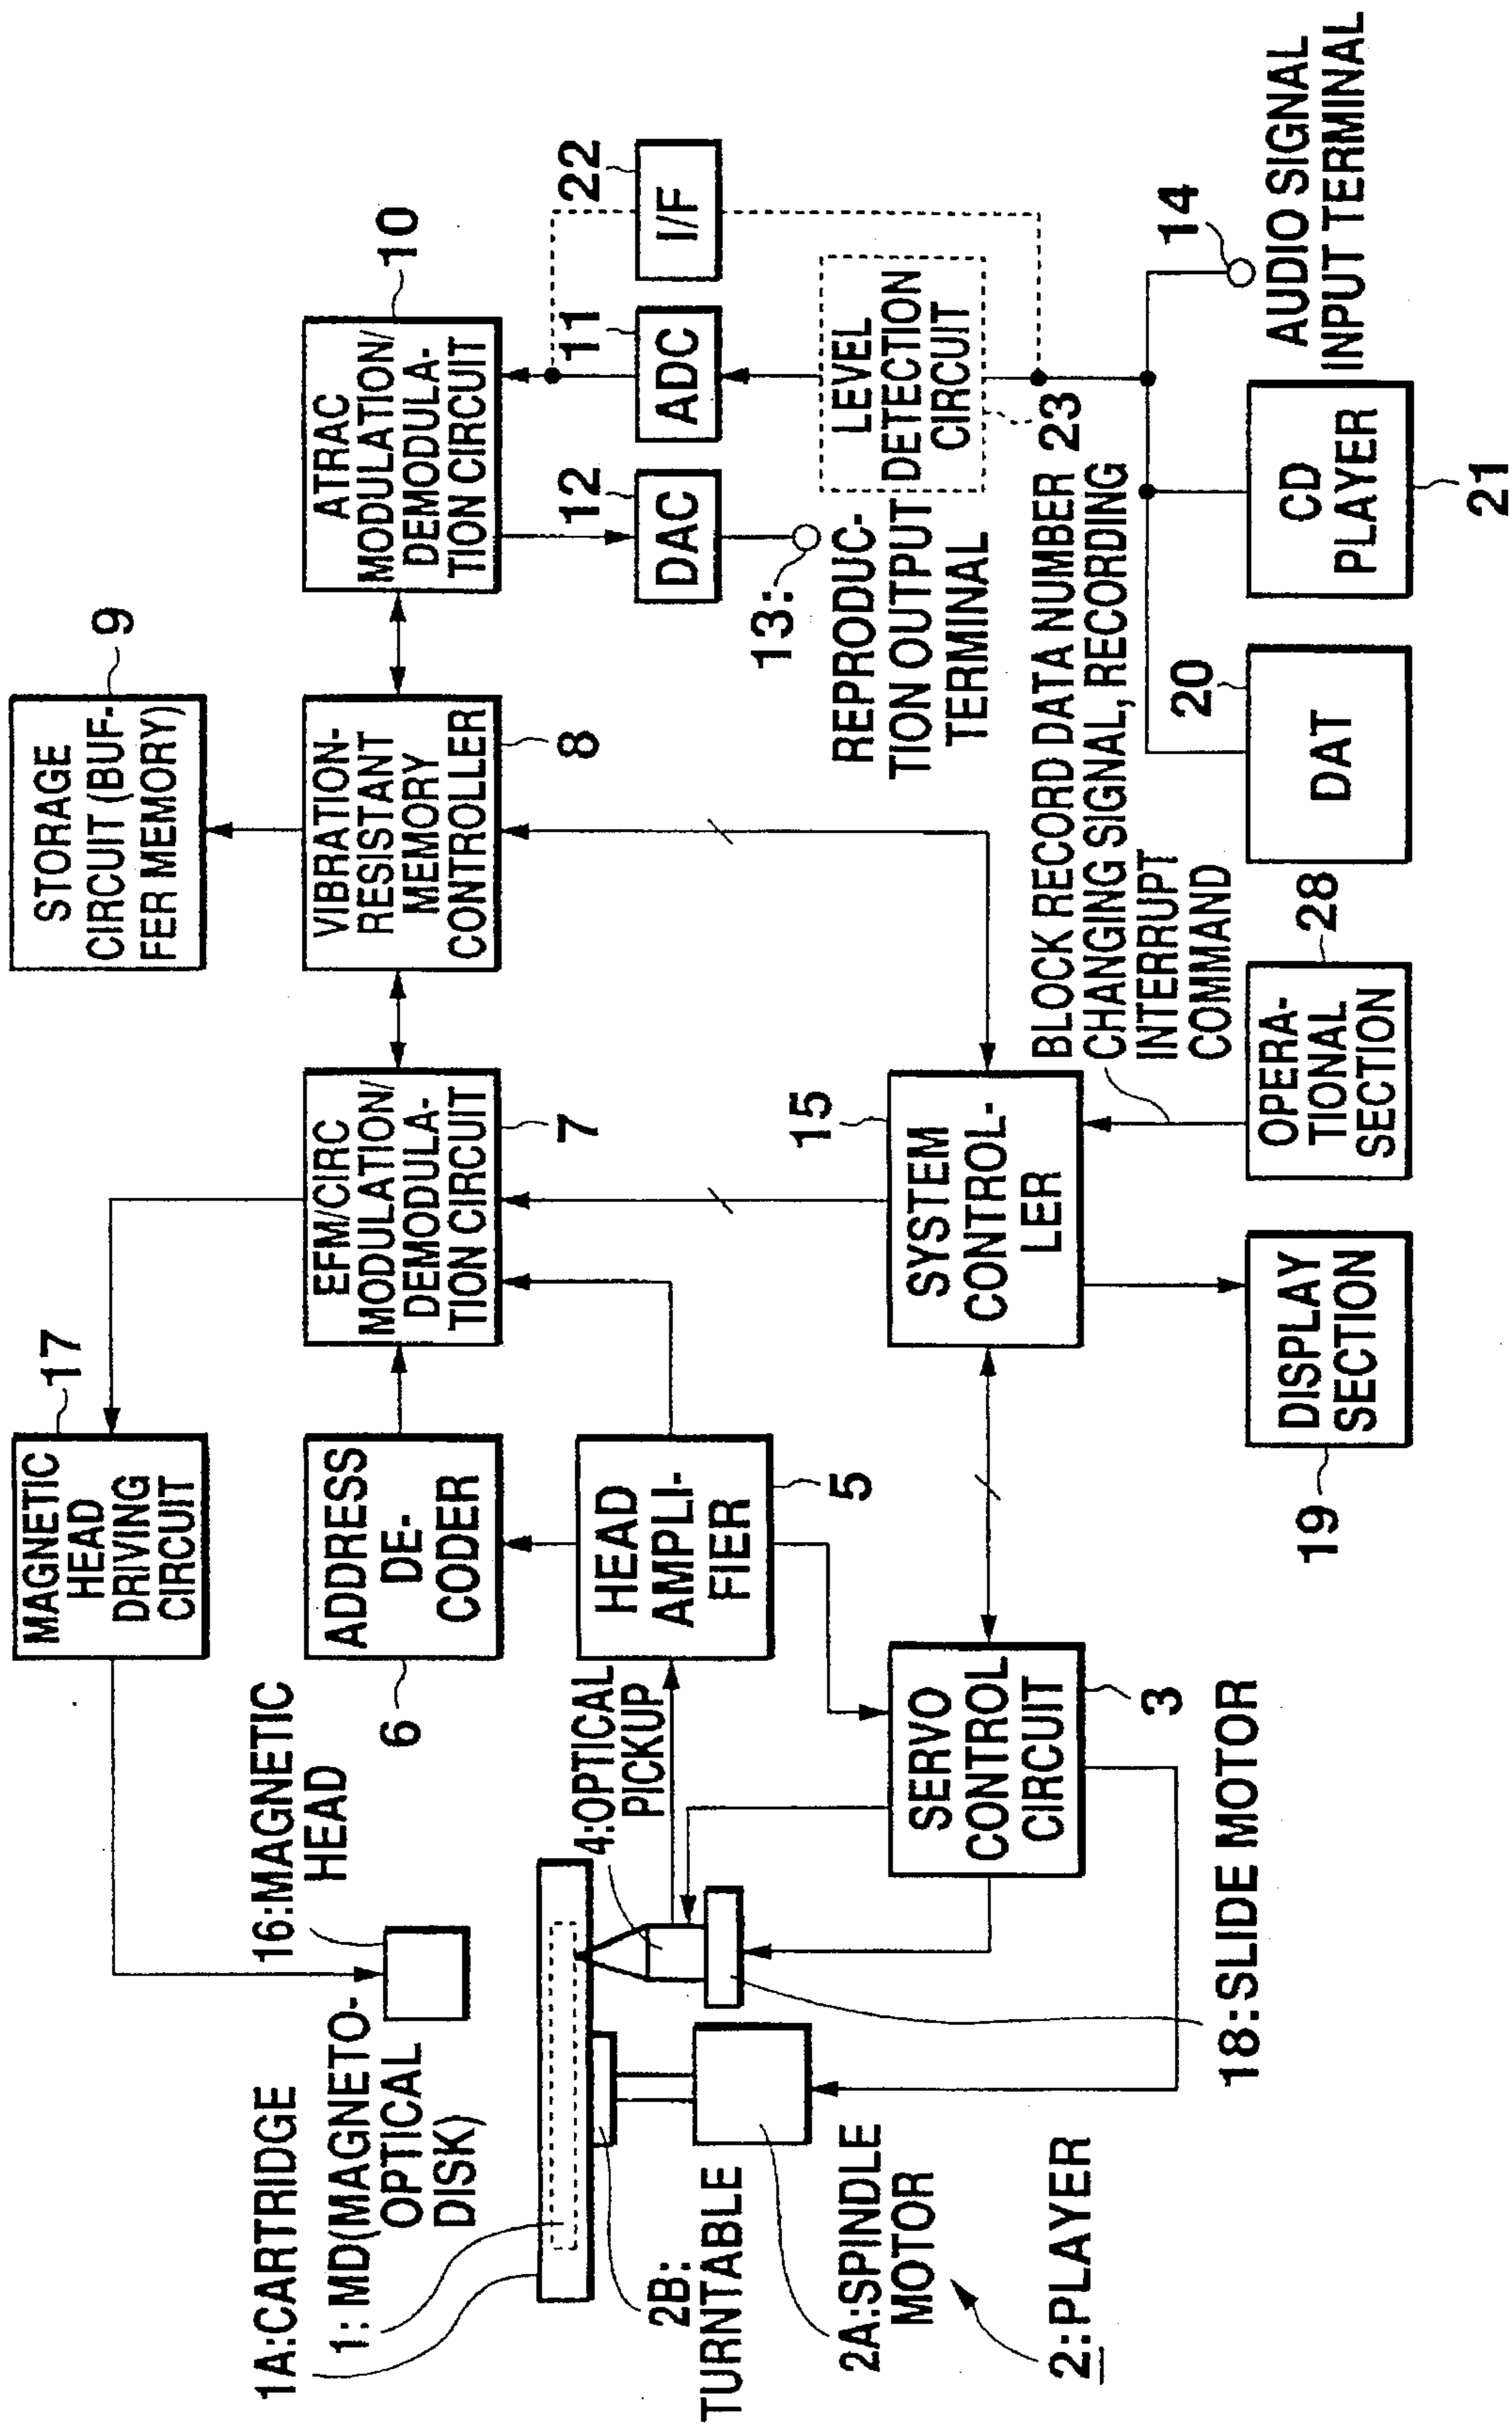 1A:CARTRIDGE
1: MD(MAGNETO-
OPTICAL
DISK)
16:MAGNETIC
HEAD
MAGNETIC
HEAD
DRIVING
CIRCUIT
17
STORAGE
CIRCUIT (BUF-
FER MEMORY)
9
ADDRESS
DE-
CODER
6
EFM/CIRC
MODULATION/
DEMODULA-
TION CIRCUIT
7
VIBRATION-
RESISTANT
MEMORY
CONTROLLER
8
ATRAC
MODULATION/
DEMODULA-
TION CIRCUIT
10
2B:
TURNTABLE
4:OPTICAL
PICKUP
HEAD
AMPLI-
FIER
5
DAC
12
ADC
11
I/F
22
13:
REPRODUC-
TION OUTPUT
TERMINAL
LEVEL
DETECTION
CIRCUIT
23
2A:SPINDLE
MOTOR
2::PLAYER
SERVO
CONTROL
CIRCUIT
3
18::SLIDE MOTOR
SYSTEM
CONTROL-
LER
15
BLOCK RECORD DATA NUMBER
CHANGING SIGNAL, RECORDING
INTERRUPT
COMMAND
14
AUDIO SIGNAL
INPUT TERMINAL
DISPLAY
SECTION
19
OPERA-
TIONAL
SECTION
28
DAT
20
CD
PLAYER
21